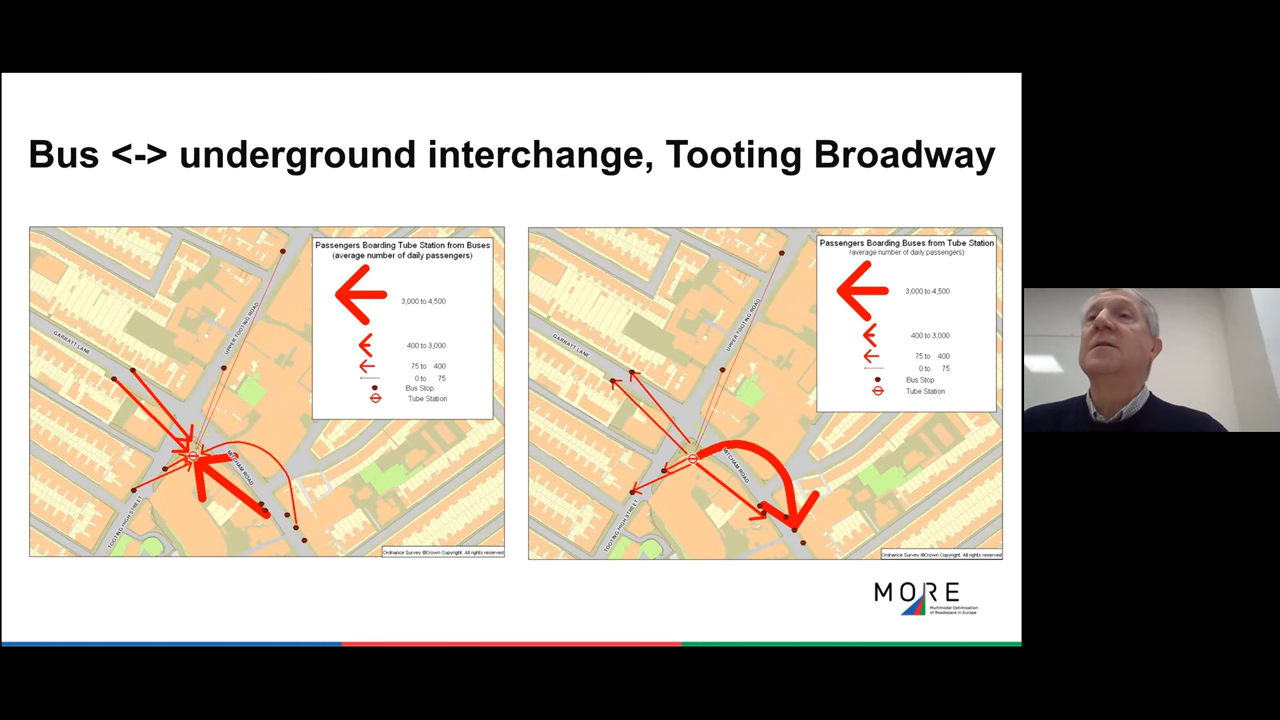 Bus <-> underground interchange, Tooting Broadway
Passengers Boarding Tube Station from Buses
(average number of daily passengers)
3,000 to 4,500
400 to 3,000
75 to 400
0 to 75
Bus Stop
Tube Station
GARRATT LANE
UPPER TOOTING ROAD
TOOTING HIGH STREET
Ordnance Survey ©Crown Copyright. All rights reserved
Passengers Boarding Buses from Tube Station
(average number of daily passengers)
3,000 to 4,500
400 to 3,000
75 to 400
0 to 75
Bus Stop
Tube Station
GARRATT LANE
UPPER TOOTING ROAD
TOOTING HIGH STREET
Ordnance Survey ©Crown Copyright. All rights reserved
MORE
Multimodal Optimisation
of Roadspace in Europe